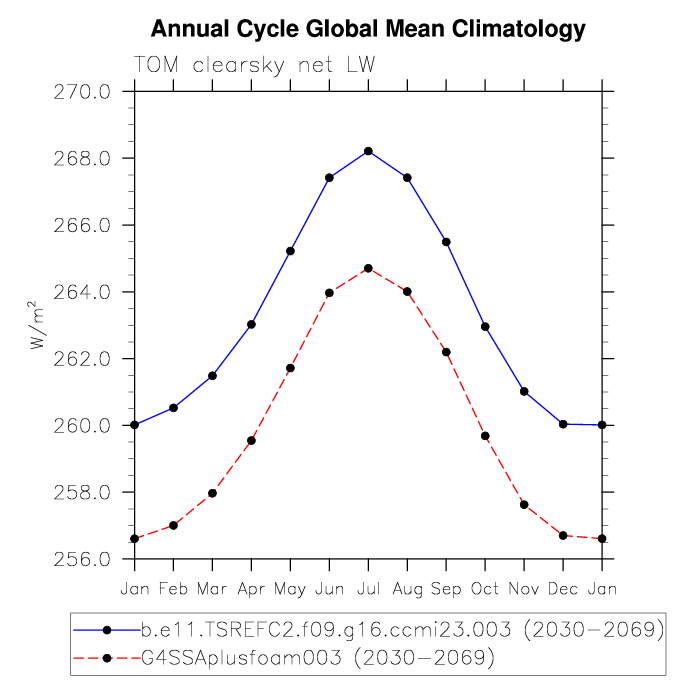 Annual Cycle Global Mean Climatology
TOM clearsky net LW
270.0
268.0
266.0
264.0
262.0
260.0
258.0
256.0
W/m²
Jan Feb Mar Apr May Jun Jul Aug Sep Oct Nov Dec Jan
b.e11.TSREFC2.f09.g16.ccmi23.003 (2030-2069)
G4SSAplusfoam003 (2030-2069)